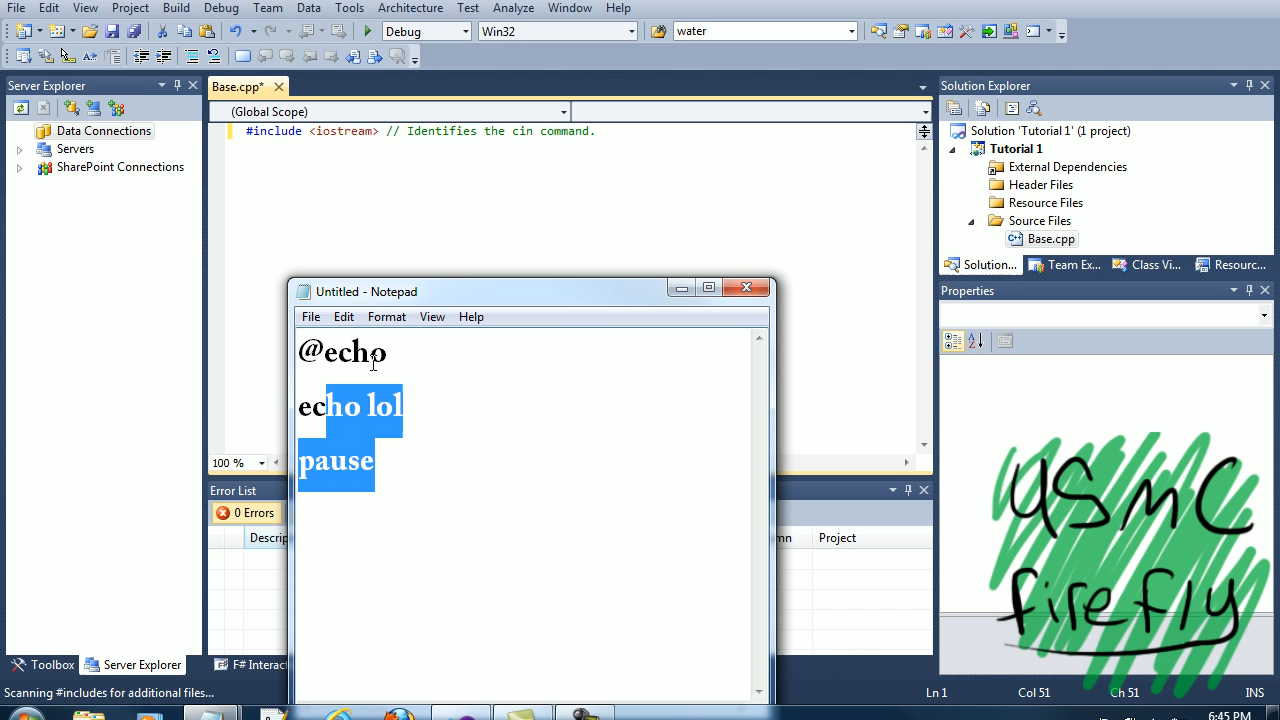 File Edit View Project Build Debug Team Data Tools Architecture Test Analyze Window Help
Debug Win32 water
Server Explorer
Data Connections
Servers
SharePoint Connections
Base.cpp*
(Global Scope)
#include <iostream> // Identifies the cin command.
100 %
Solution Explorer
Solution 'Tutorial 1' (1 project)
Tutorial 1
External Dependencies
Header Files
Resource Files
Source Files
Base.cpp
Solution... Team Ex... Class Vi... Resourc...
Properties
Untitled - Notepad
File Edit Format View Help
@echo
echo lol
pause
Error List
0 Errors
Descrip
mn Project
USMC
firefly
Toolbox Server Explorer F# Interact
Scanning #includes for additional files... Ln 1 Col 51 Ch 51 INS
6:45 PM